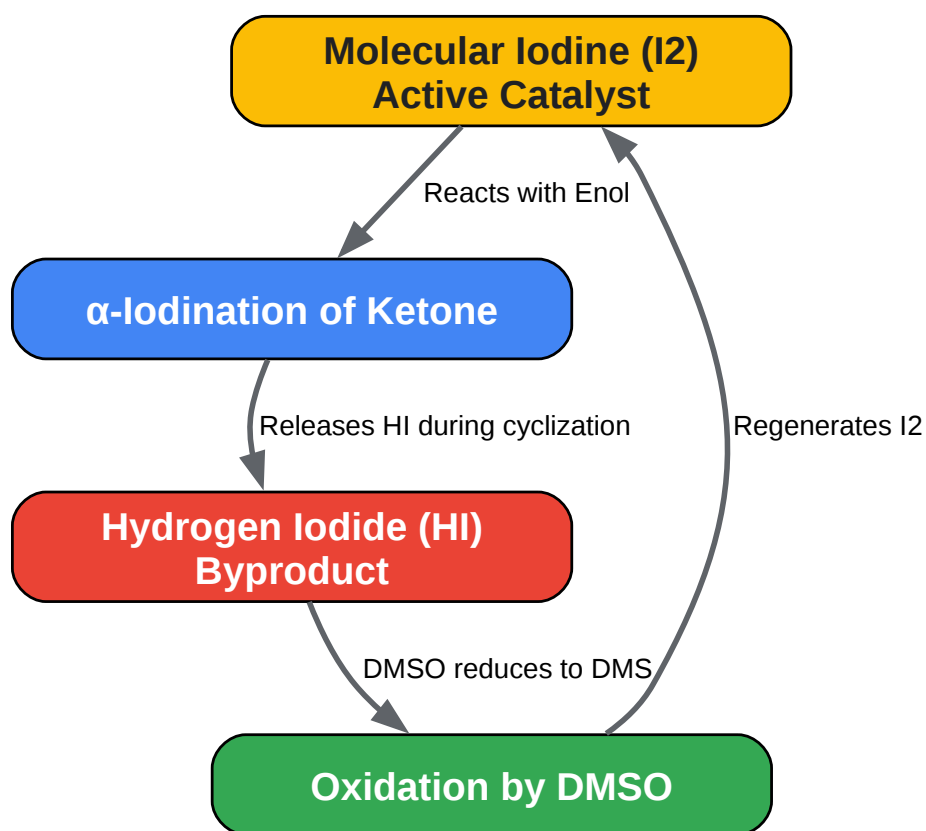 Molecular Iodine (I2)
Active Catalyst
Reacts with Enol
α-Iodination of Ketone
Releases HI during cyclization
Regenerates I2
Hydrogen Iodide (HI)
Byproduct
DMSO reduces to DMS
Oxidation by DMSO